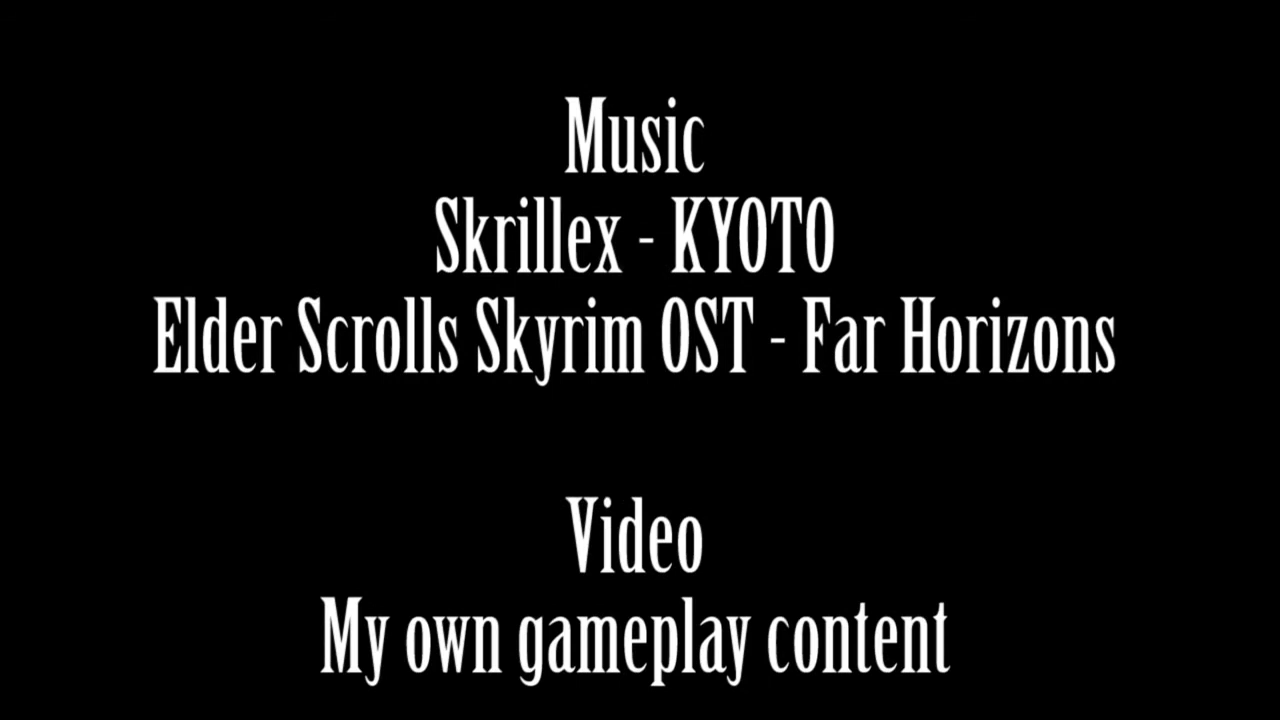 Music
Skrillex - KYOTO
Elder Scrolls Skyrim OST - Far Horizons
Video
My own gameplay content